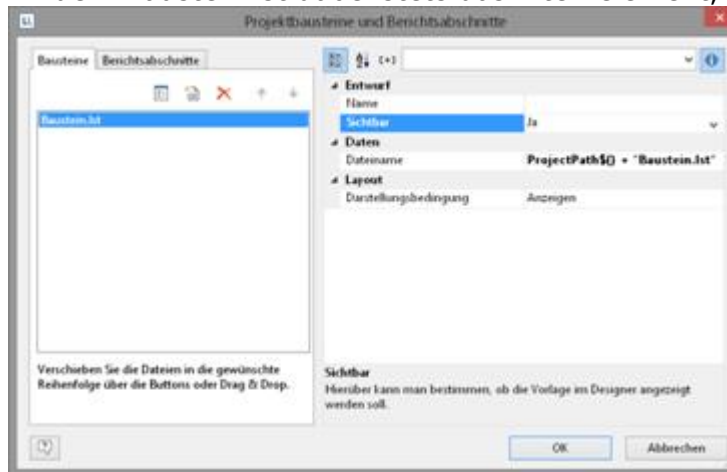 Projektbausteine und Berichtsabschnitte
Bausteine Berichtsabschnitte
Baustein.lst
Verschieben Sie die Dateien in die gewünschte
Reihenfolge über die Buttons oder Drag & Drop.
Entwurf
Name
Sichtbar Ja
Daten
Dateiname ProjectPath$() + "Baustein.lst"
Layout
Darstellungsbedingung Anzeigen
Sichtbar
Hierüber kann man bestimmen, ob die Vorlage im Designer angezeigt
werden soll.
OK Abbrechen